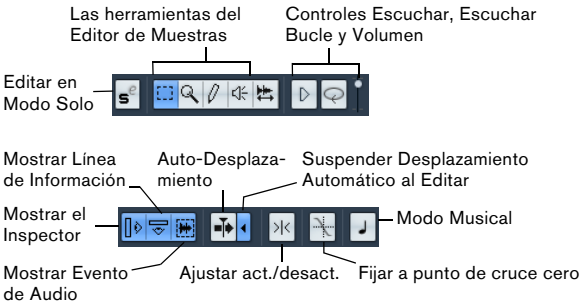 Las herramientas del
Editor de Muestras
Controles Escuchar, Escuchar
Bucle y Volumen
Editar en
Modo Solo
Mostrar Línea
de Información
Auto-Desplaza-
miento
Suspender Desplazamiento
Automático al Editar
Mostrar el
Inspector
Modo Musical
Mostrar Evento
de Audio
Ajustar act./desact.
Fijar a punto de cruce cero